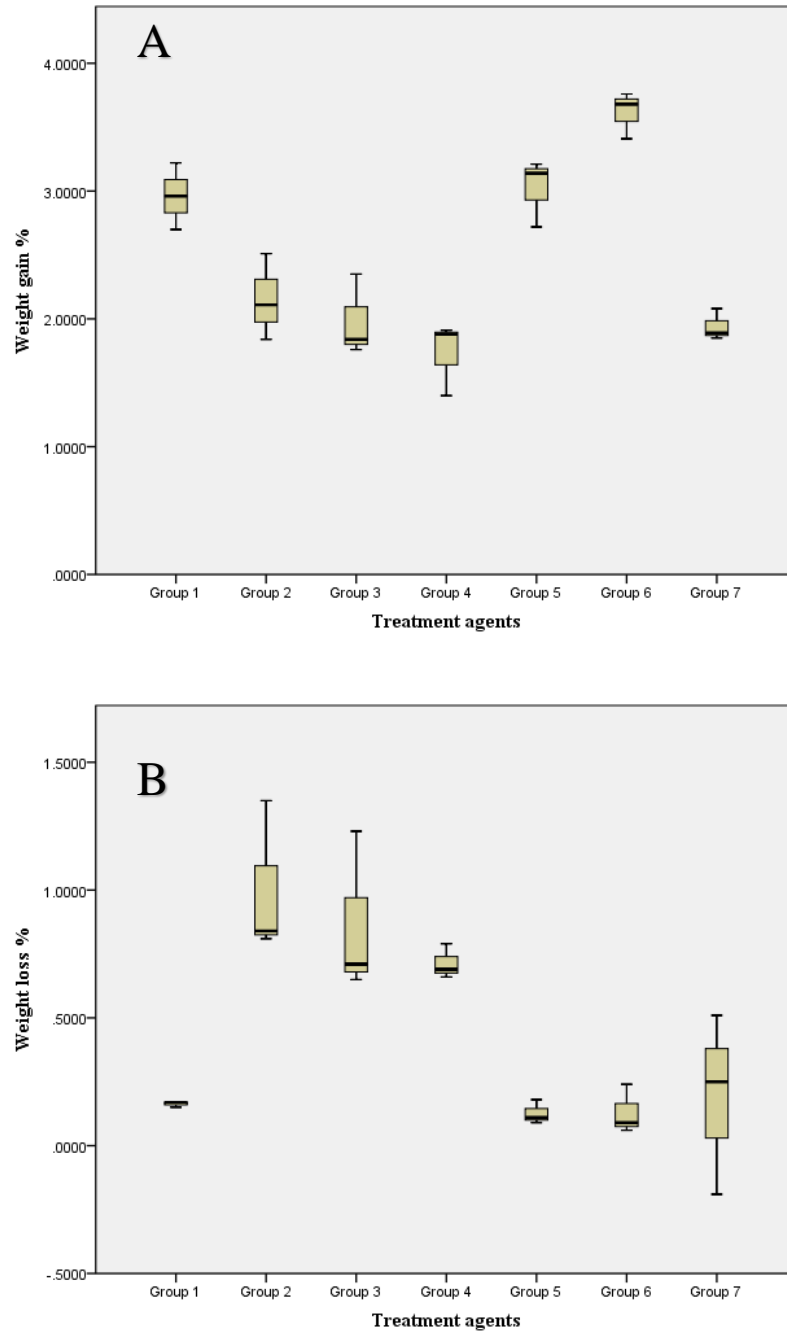 A
4.0000
3.0000
2.0000
1.0000
.0000
Weight gain %
Group 1 Group 2 Group 3 Group 4 Group 5 Group 6 Group 7
Treatment agents
B
1.5000
1.0000
.5000
.0000
-.5000
Weight loss %
Group 1 Group 2 Group 3 Group 4 Group 5 Group 6 Group 7
Treatment agents